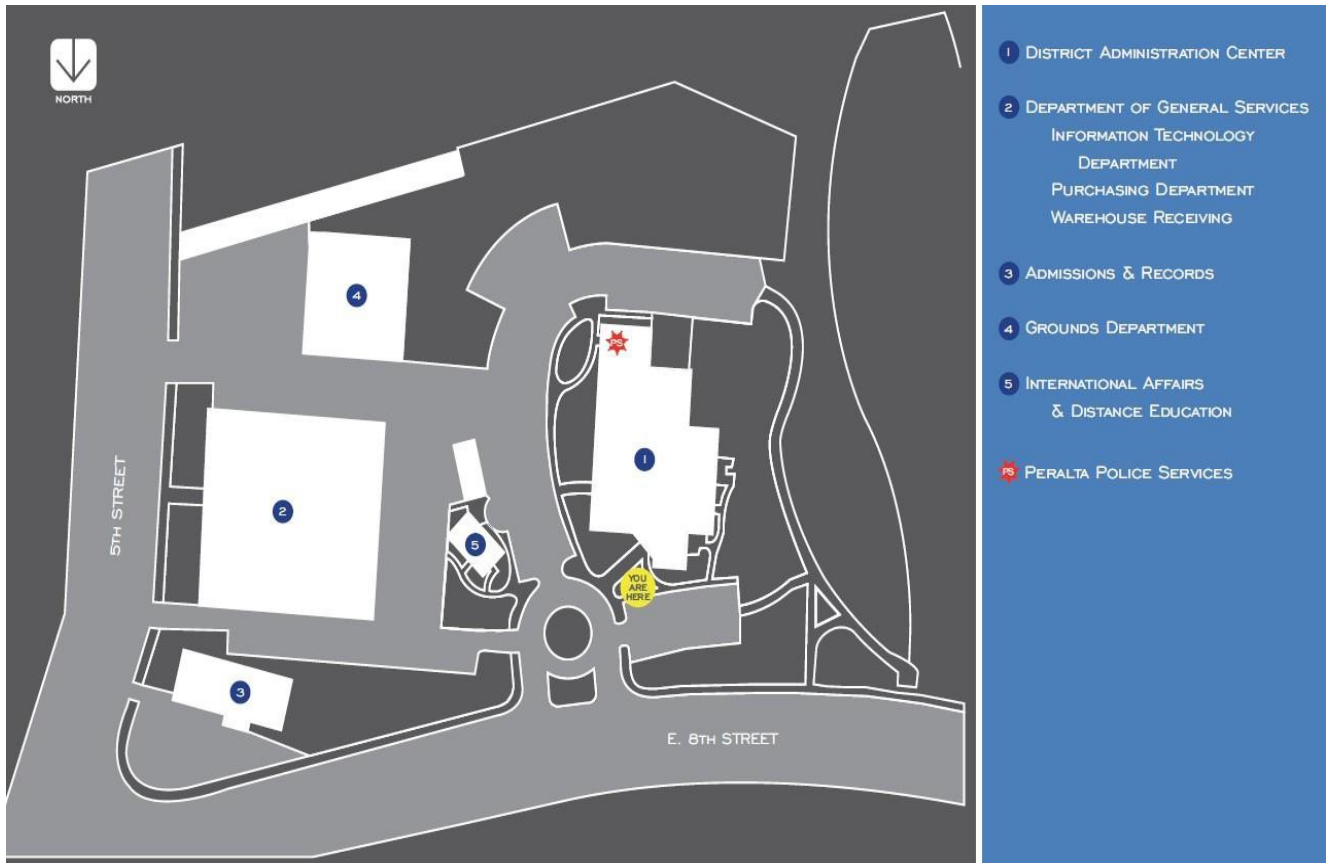 NORTH
4
PS
1
2
5TH STREET
5
YOU
ARE
HERE
3
E. 8TH STREET
1 DISTRICT ADMINISTRATION CENTER
2 DEPARTMENT OF GENERAL SERVICES
INFORMATION TECHNOLOGY
DEPARTMENT
PURCHASING DEPARTMENT
WAREHOUSE RECEIVING
3 ADMISSIONS & RECORDS
4 GROUNDS DEPARTMENT
5 INTERNATIONAL AFFAIRS
& DISTANCE EDUCATION
PS PERALTA POLICE SERVICES